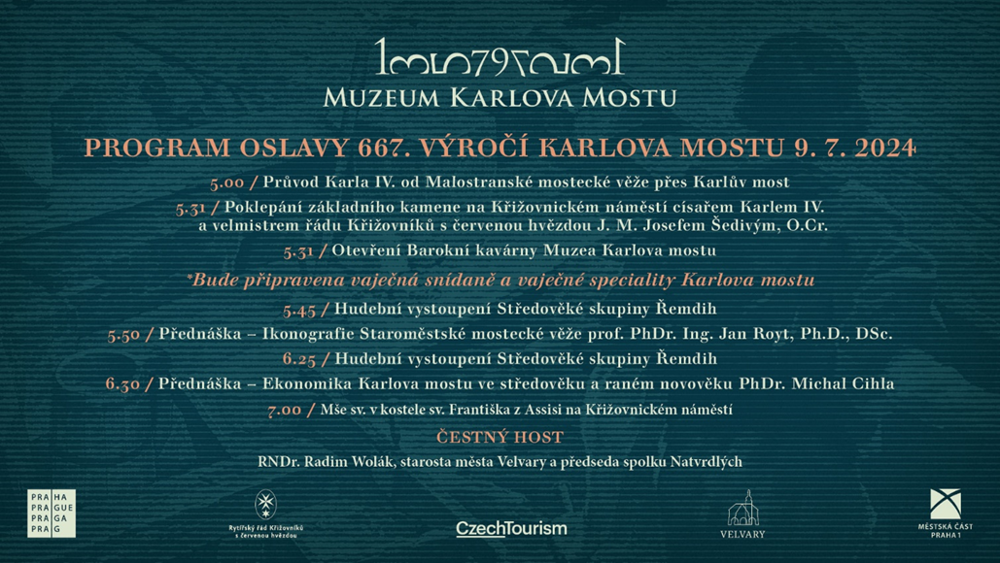 135797531
MUZEUM KARLOVA MOSTU
PROGRAM OSLAVY 667. VÝROČÍ KARLOVA MOSTU 9. 7. 2024
5.00 / Průvod Karla IV. od Malostranské mostecké věže přes Karlův most
5.31 / Poklepání základního kamene na Křižovnickém náměstí císařem Karlem IV.
a velmistrem řádu Křižovníků s červenou hvězdou J. M. Josefem Šedivým, O.Cr.
5.31 / Otevření Barokní kavárny Muzea Karlova mostu
*Bude připravena vaječná snídaně a vaječné speciality Karlova mostu
5.45 / Hudební vystoupení Středověké skupiny Řemdih
5.50 / Přednáška – Ikonografie Staroměstské mostecké věže prof. PhDr. Ing. Jan Royt, Ph.D., DSc.
6.25 / Hudební vystoupení Středověké skupiny Řemdih
6.30 / Přednáška – Ekonomika Karlova mostu ve středověku a raném novověku PhDr. Michal Cihla
7.00 / Mše sv. v kostele sv. Františka z Assisi na Křižovnickém náměstí
ČESTNÝ HOST
RNDr. Radim Wolák, starosta města Velvary a předseda spolku Natvrdlých
PRA HA
PRA GUE
PRA GA
PRA G
Rytířský řád Křižovníků
s červenou hvězdou
CzechTourism
VELVARY
MĚSTSKÁ ČÁST
PRAHA 1